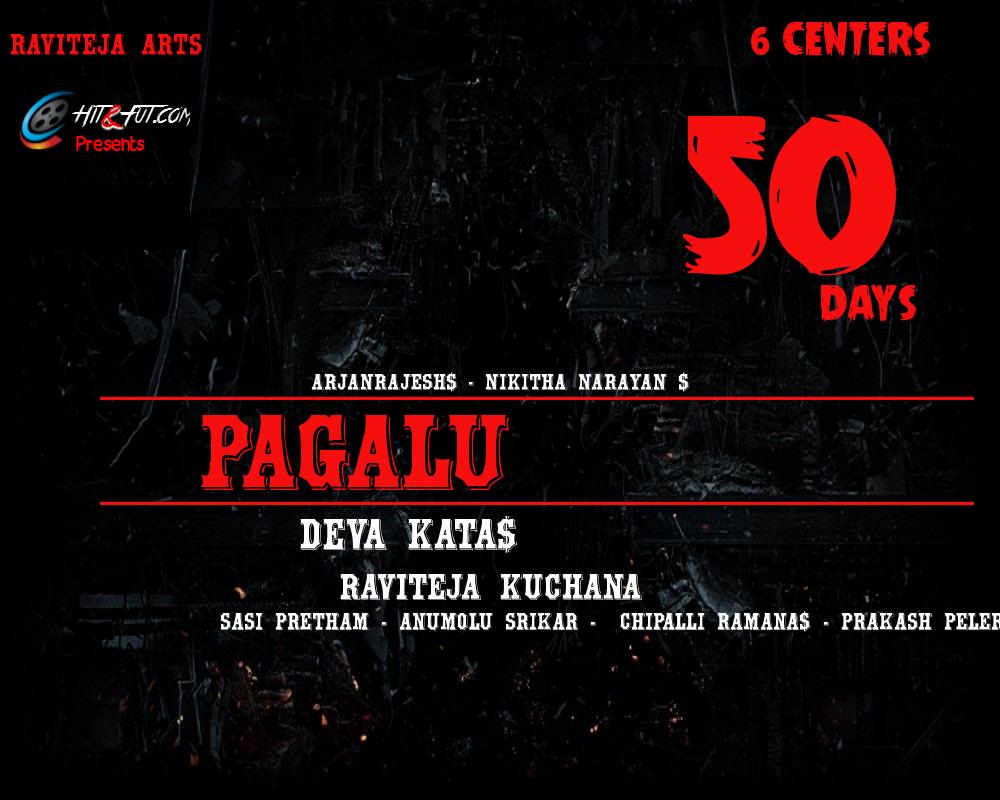 RAVITEJA ARTS
HIT&FUT.COM
Presents
6 CENTERS
50
DAYS
ARJANRAJESH$ - NIKITHA NARAYAN $
PAGALU
DEVA KATA$
RAVITEJA KUCHANA
SASI PRETHAM - ANUMOLU SRIKAR - CHIPALLI RAMANA$ - PRAKASH PELER